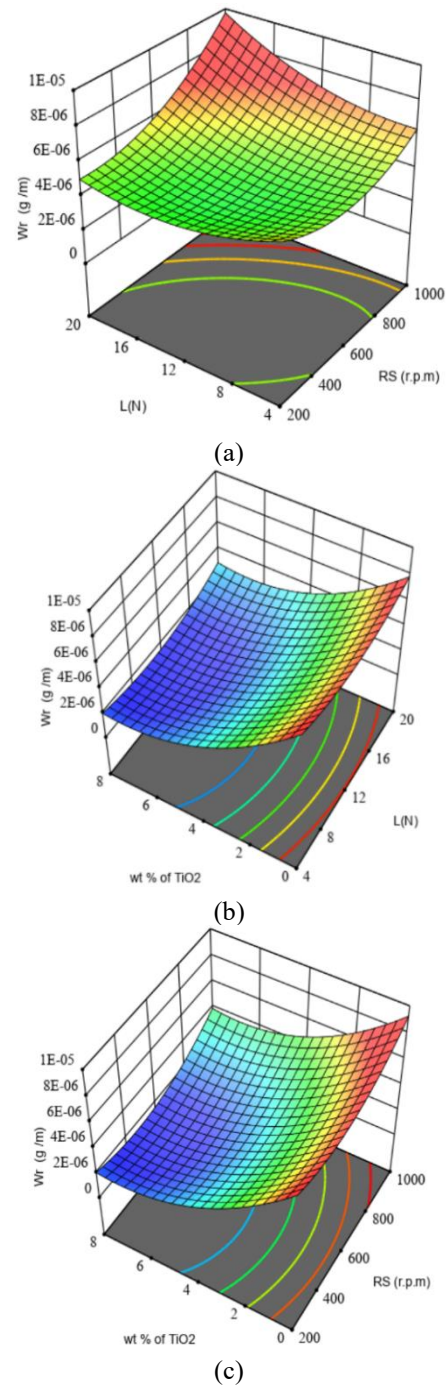 1E-05
8E-06
6E-06
4E-06
2E-06
0
Wr (g /m)
20
16
12
8
4
L(N)
200
400
600
800
1000
RS (r.p.m)
(a)
1E-05
8E-06
6E-06
4E-06
2E-06
0
Wr (g /m)
8
6
4
2
0
wt % of TiO2
4
8
12
16
20
L(N)
(b)
1E-05
8E-06
6E-06
4E-06
2E-06
0
Wr (g /m)
8
6
4
2
0
wt % of TiO2
200
400
600
800
1000
RS (r.p.m)
(c)